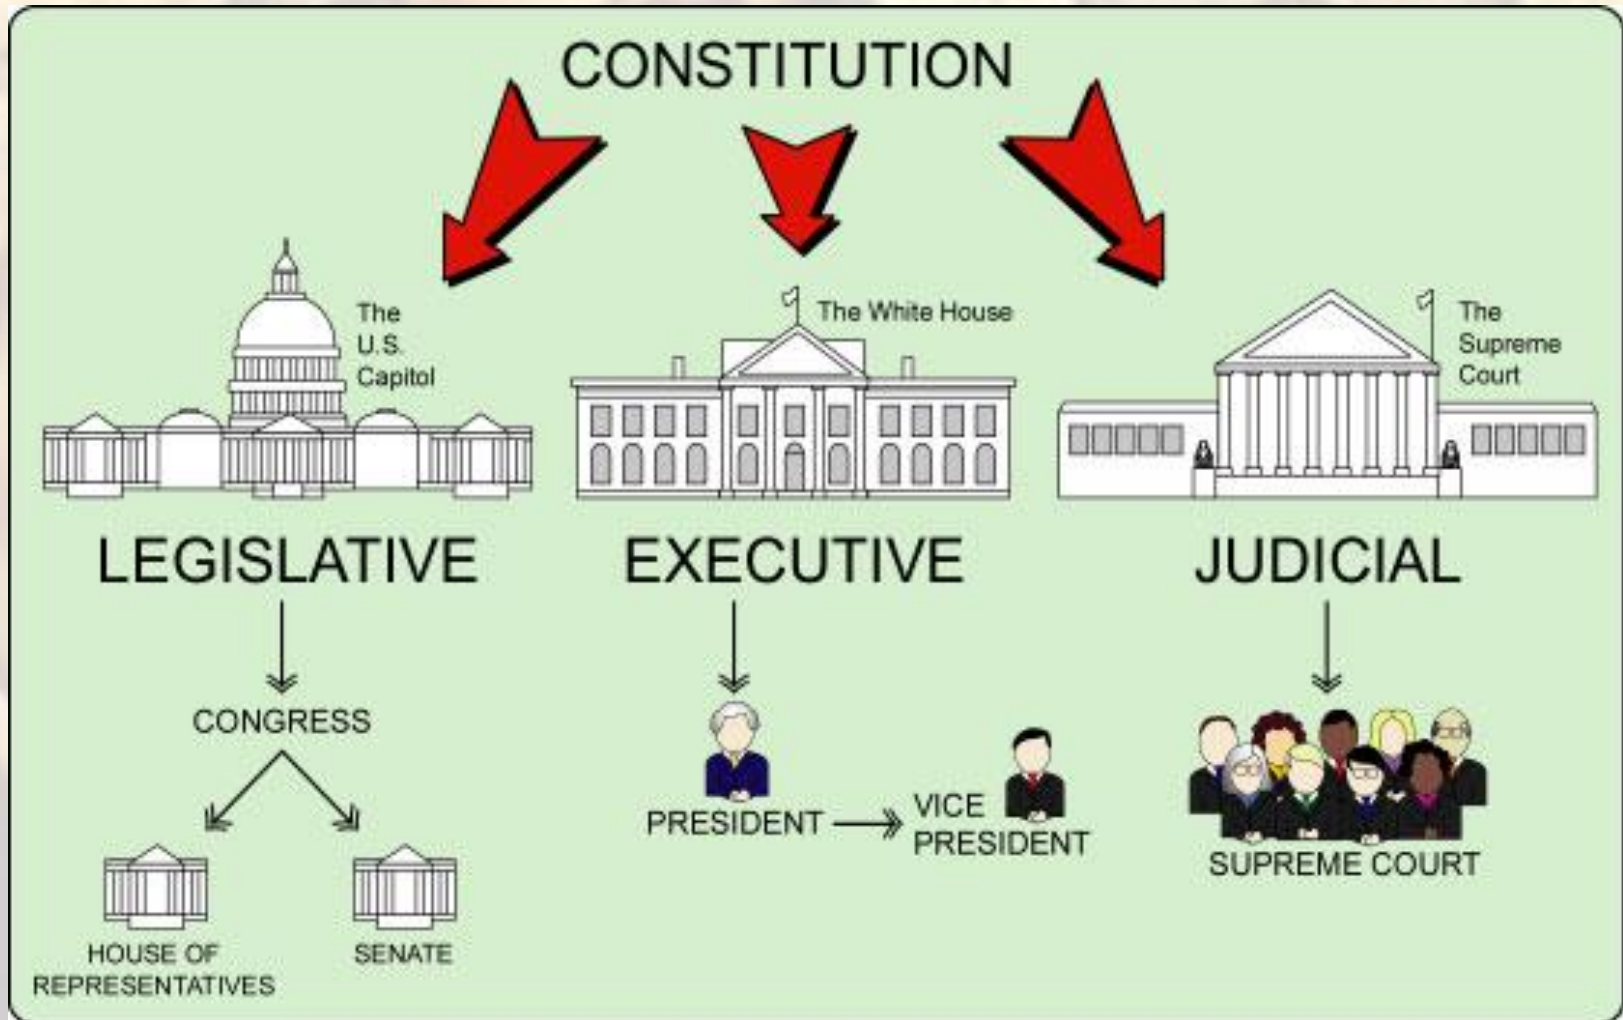 CONSTITUTION
The
U.S.
Capitol
The White House
The
Supreme
Court
LEGISLATIVE
EXECUTIVE
JUDICIAL
CONGRESS
HOUSE OF
REPRESENTATIVES
SENATE
PRESIDENT
VICE
PRESIDENT
SUPREME COURT